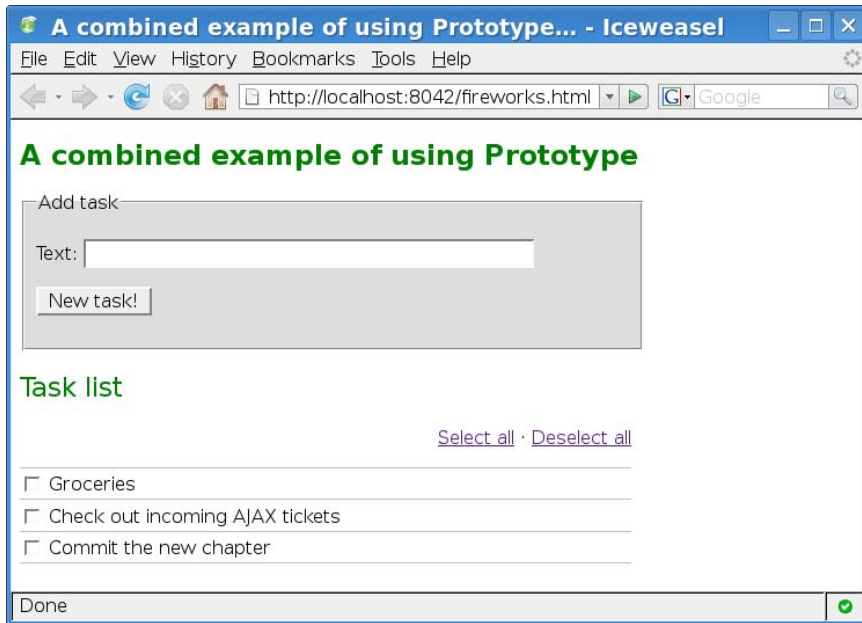 A combined example of using Prototype... - Iceweasel
File Edit View History Bookmarks Tools Help
http://localhost:8042/fireworks.html G Google
A combined example of using Prototype
Add task
Text:
New task!
Task list
Select all · Deselect all
Groceries
Check out incoming AJAX tickets
Commit the new chapter
Done